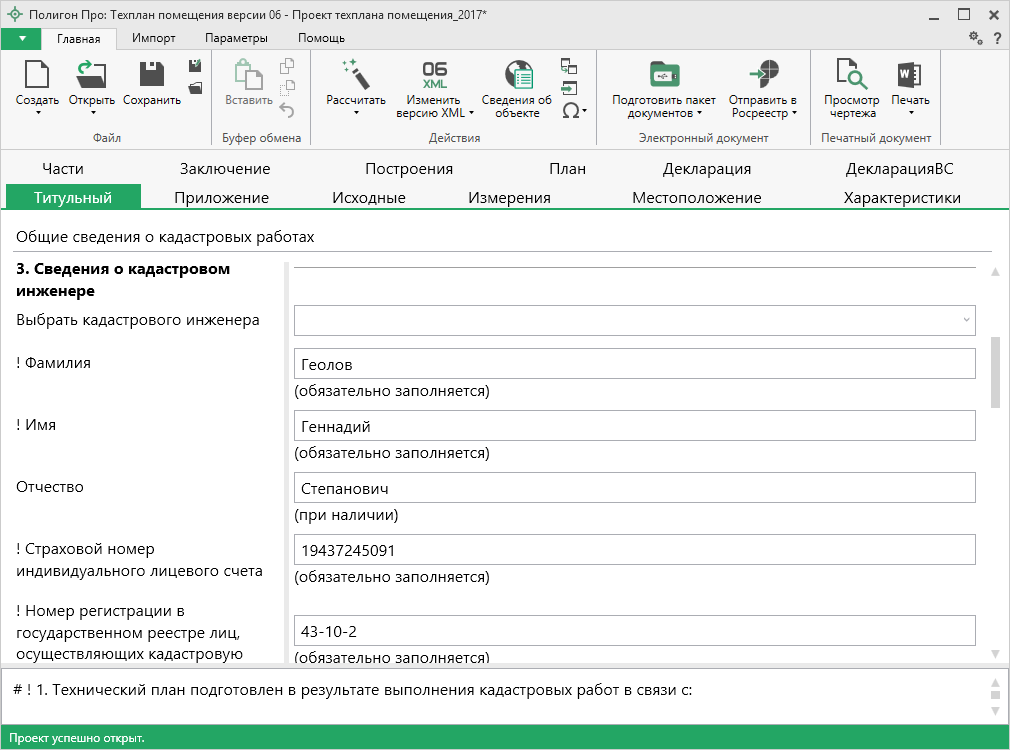 Полигон Про: Техплан помещения версии 06 - Проект техплана помещения_2017*
Главная Импорт Параметры Помощь
?
Создать Открыть Сохранить
Файл
Вставить
Буфер обмена
Рассчитать
06 XML
Изменить
версию XML
Сведения об
объекте
Ω
Действия
Подготовить пакет
документов
Отправить в
Росреестр
Электронный документ
Просмотр
чертежа
W
Печать
Печатный документ
Части Заключение Построения План Декларация ДекларацияВС
Титульный Приложение Исходные Измерения Местоположение Характеристики
Общие сведения о кадастровых работах
3. Сведения о кадастровом
инженере
Выбрать кадастрового инженера
! Фамилия
Геолов
(обязательно заполняется)
! Имя
Геннадий
(обязательно заполняется)
Отчество
Степанович
(при наличии)
! Страховой номер
индивидуального лицевого счета
19437245091
(обязательно заполняется)
! Номер регистрации в
государственном реестре лиц,
осуществляющих кадастровую
43-10-2
(обязательно заполняется)
# ! 1. Технический план подготовлен в результате выполнения кадастровых работ в связи с:
Проект успешно открыт.